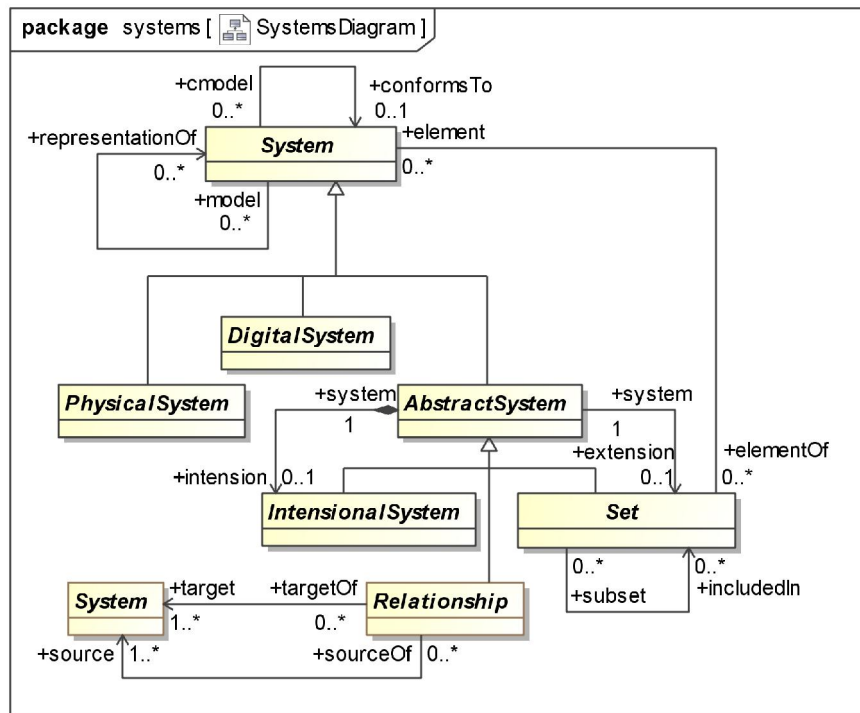 package systems [ SystemsDiagram ]
+cmodel
+conformsTo
0..*
0..1
+representationOf
+element
System
0..*
0..*
+model
0..*
DigitalSystem
PhysicalSystem
+system
AbstractSystem
+system
1
1
+extension
+elementOf
+intension
0..1
0..1
0..*
IntensionalSystem
Set
0..*
0..*
+subset
+includedIn
System
+target
+targetOf
Relationship
1..*
0..*
+source
1..*
+sourceOf
0..*